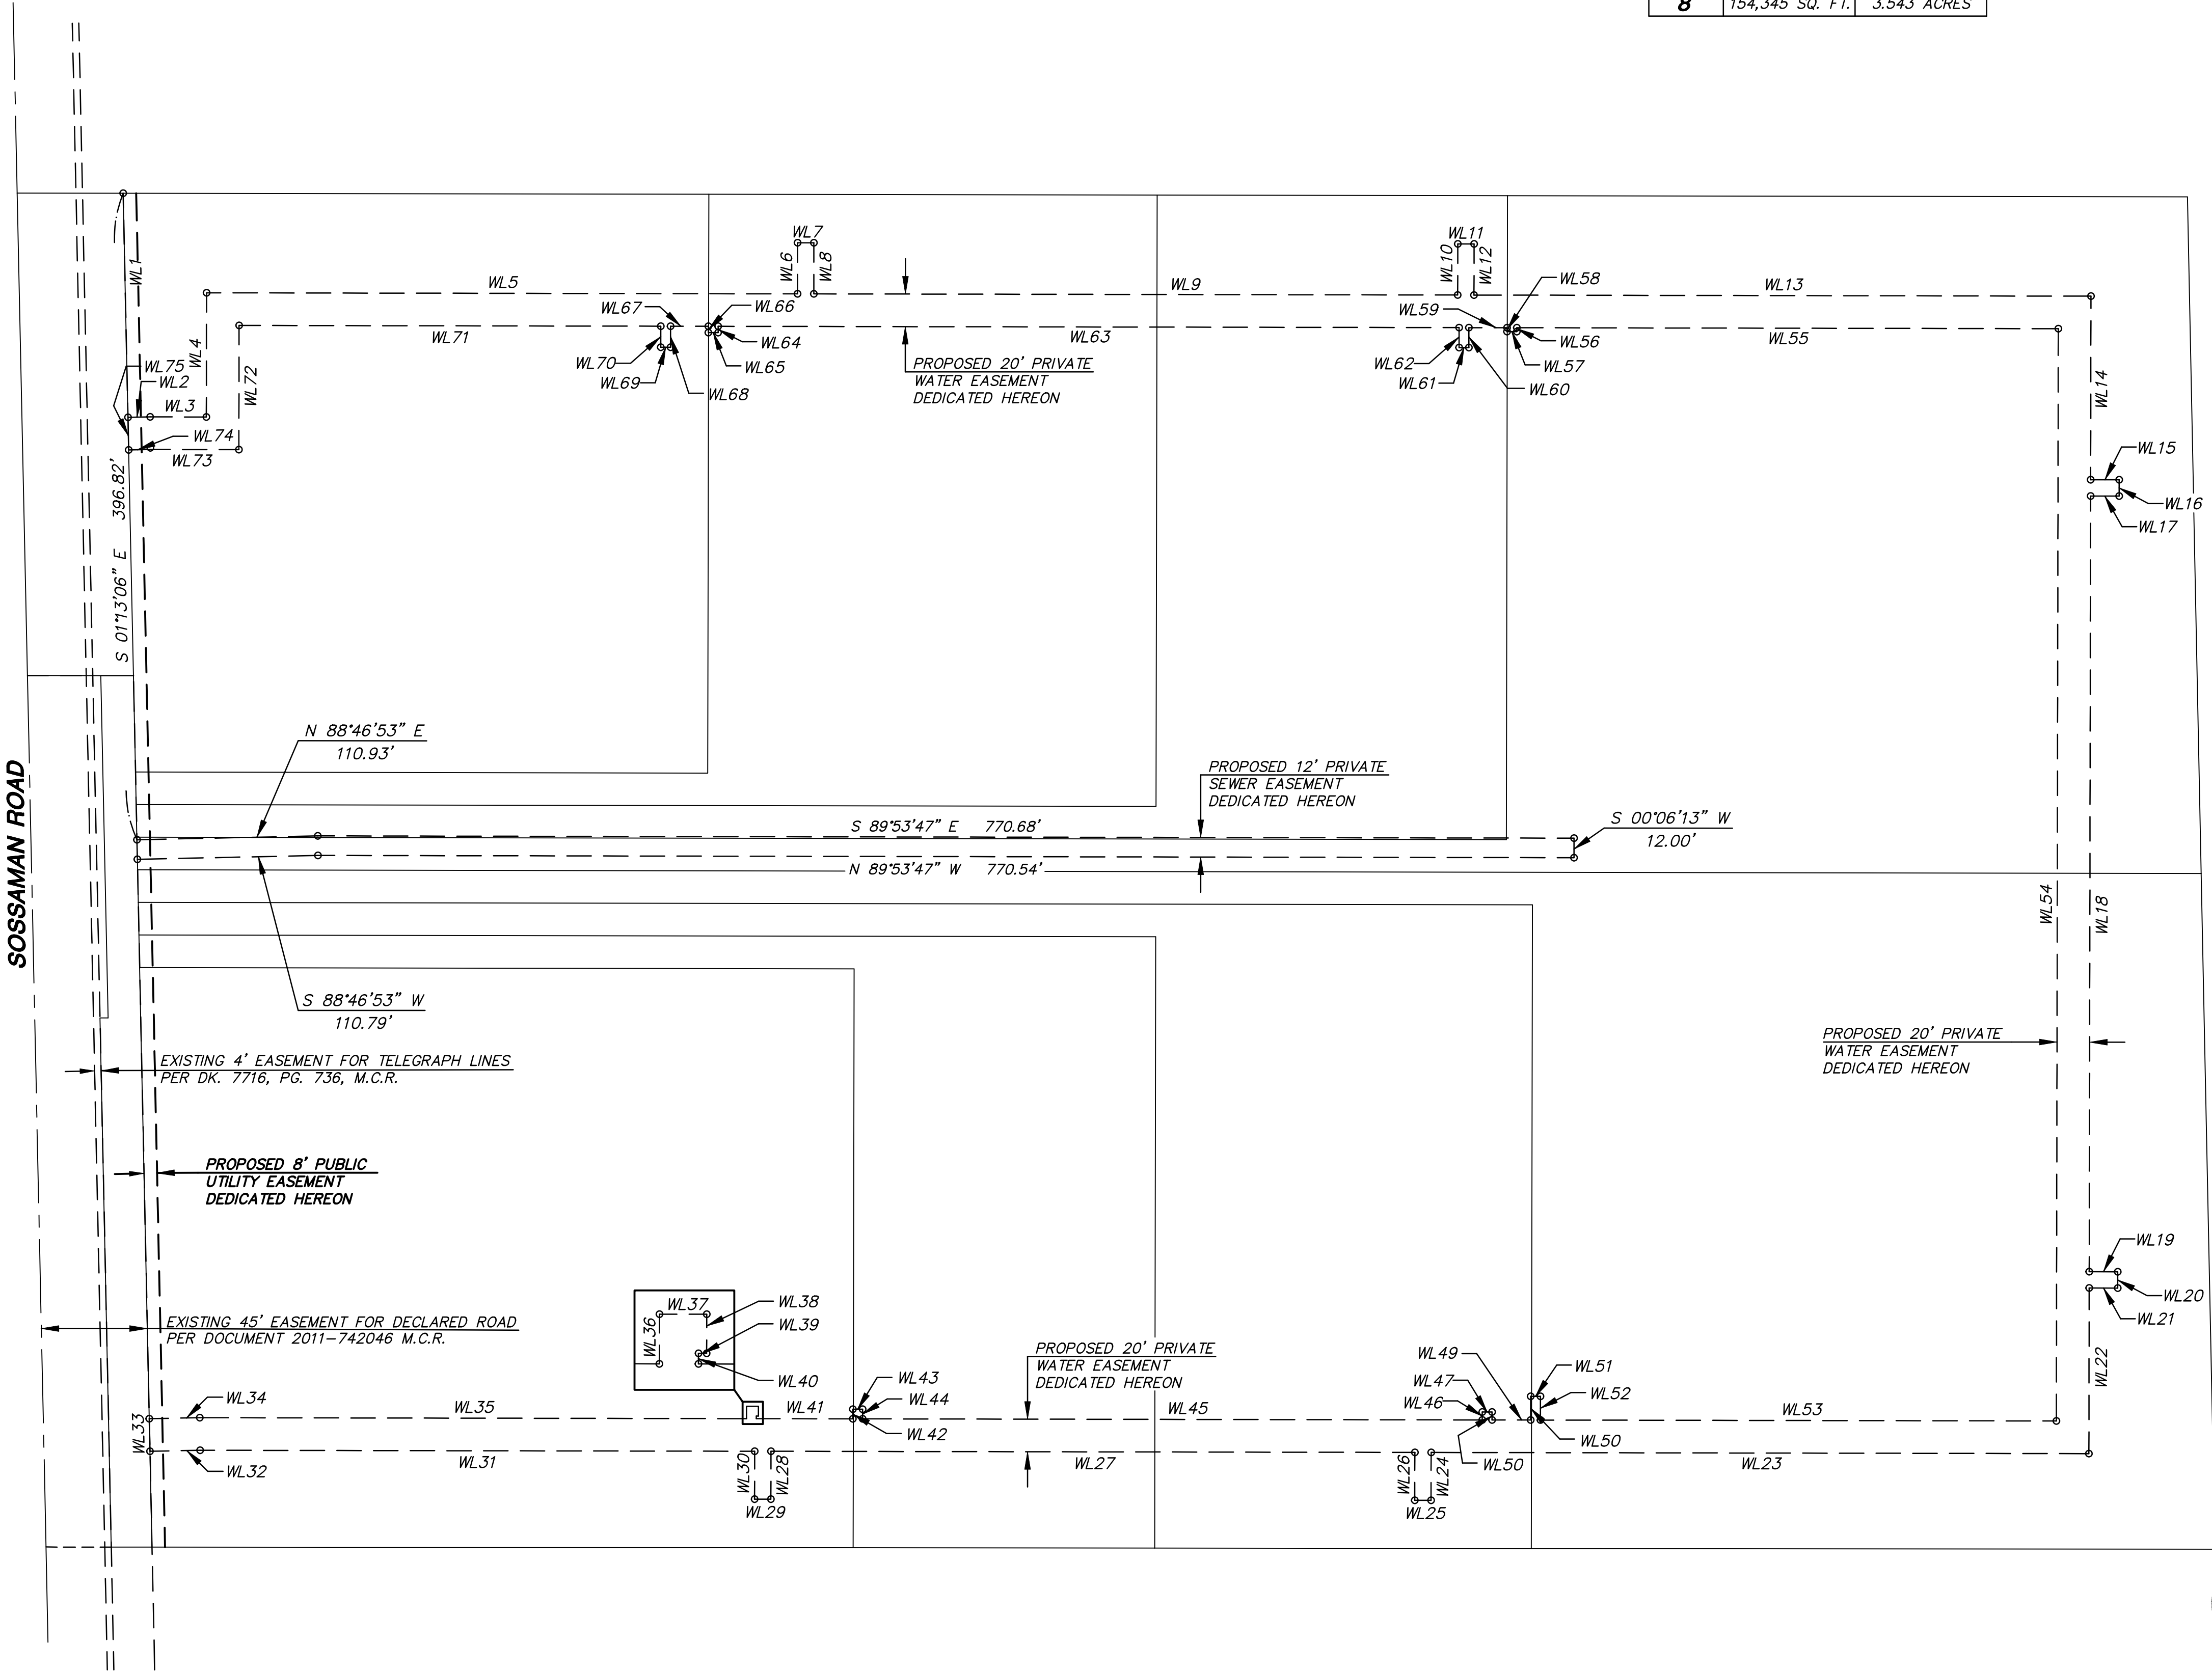 8 154,345 SQ. FT. 3.543 ACRES
WL1
WL7
WL6
WL8
WL11
WL10
WL12
WL5
WL9
WL13
WL58
WL59
WL67
WL66
WL71
WL64
WL63
WL56
WL55
WL70
WL65
WL62
WL57
WL69
WL68
WL61
WL60
PROPOSED 20' PRIVATE
WATER EASEMENT
DEDICATED HEREON
WL4
WL75
WL2
WL72
WL3
WL74
WL73
WL14
WL15
WL16
WL17
S 01°13'06" E 396.82'
SOSSAMAN ROAD
N 88°46'53" E
110.93'
PROPOSED 12' PRIVATE
SEWER EASEMENT
DEDICATED HEREON
S 89°53'47" E 770.68'
S 00°06'13" W
12.00'
N 89°53'47" W 770.54'
WL54
WL18
S 88°46'53" W
110.79'
EXISTING 4' EASEMENT FOR TELEGRAPH LINES
PER DK. 7716, PG. 736, M.C.R.
PROPOSED 20' PRIVATE
WATER EASEMENT
DEDICATED HEREON
PROPOSED 8' PUBLIC
UTILITY EASEMENT
DEDICATED HEREON
WL19
WL20
WL21
EXISTING 45' EASEMENT FOR DECLARED ROAD
PER DOCUMENT 2011-742046 M.C.R.
WL37
WL38
WL36
WL39
WL40
PROPOSED 20' PRIVATE
WATER EASEMENT
DEDICATED HEREON
WL49
WL51
WL47
WL52
WL46
WL43
WL44
WL22
WL34
WL35
WL41
WL45
WL53
WL33
WL42
WL50
WL50
WL32
WL31
WL30
WL28
WL29
WL27
WL26
WL24
WL25
WL23